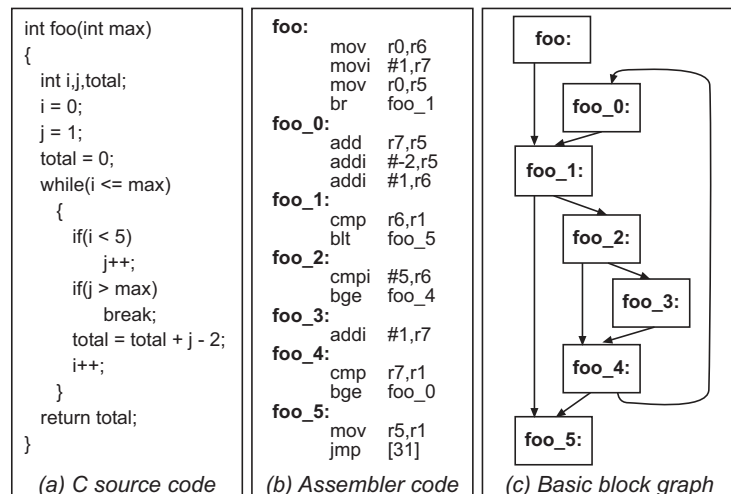 int foo(int max)
{
int i,j,total;
i = 0;
j = 1;
total = 0;
while(i <= max)
{
if(i < 5)
j++;
if(j > max)
break;
total = total + j - 2;
i++;
}
return total;
}
(a) C source code
foo:
mov r0,r6
movi #1,r7
mov r0,r5
br foo_1
foo_0:
add r7,r5
addi #-2,r5
addi #1,r6
foo_1:
cmp r6,r1
blt foo_5
foo_2:
cmpi #5,r6
bge foo_4
foo_3:
addi #1,r7
foo_4:
cmp r7,r1
bge foo_0
foo_5:
mov r5,r1
jmp [31]
(b) Assembler code
foo:
foo_0:
foo_1:
foo_2:
foo_3:
foo_4:
foo_5:
(c) Basic block graph